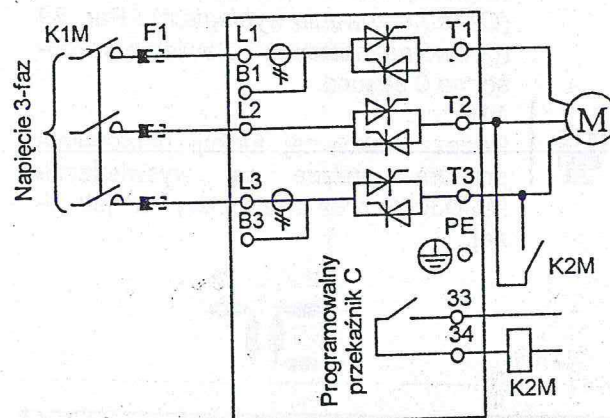 K1M
F1
L1
T1
B1
L2
T2
M
Napięcie 3-faz
L3
T3
B3
PE
K2M
33
34
Programowalny
przekaźnik C
K2M